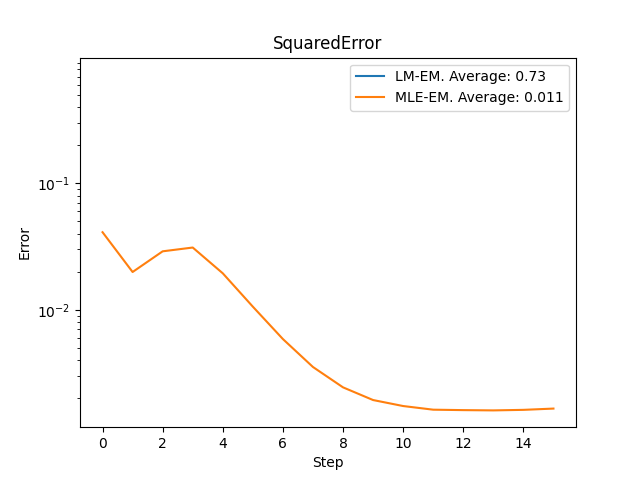 SquaredError
LM-EM. Average: 0.73
MLE-EM. Average: 0.011
10⁻¹
10⁻²
Error
0 2 4 6 8 10 12 14
Step